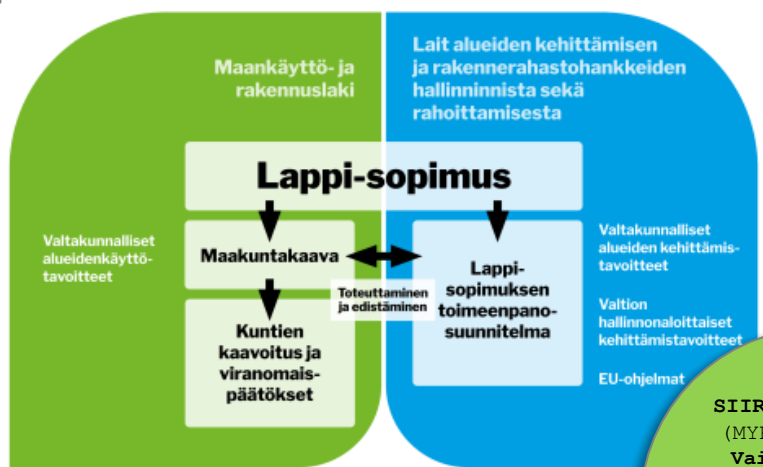 Maankäyttö- ja
rakennuslaki
Lait alueiden kehittämisen
ja rakennerahastohankkeiden
hallinninnista sekä
rahoittamisesta
Lappi-sopimus
Valtakunnalliset
alueidenkäyttö-
tavoitteet
Maakuntakaava
Toteuttaminen
ja edistäminen
Kuntien
kaavoitus ja
viranomais-
päätökset
Lappi-
sopimuksen
toimeenpano-
suunnitelma
Valtakunnalliset
alueiden kehittämis-
tavoitteet
Valtion
hallinnonaloittaiset
kehittämistavoitteet
EU-ohjelmat